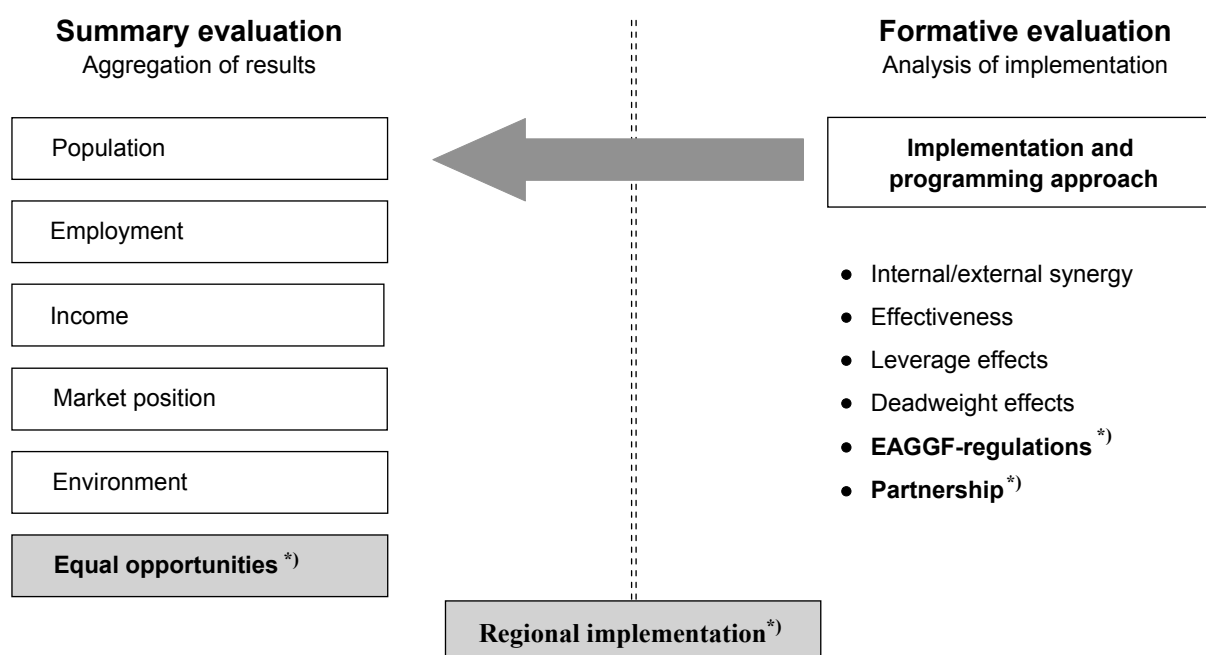 Summary evaluation
Aggregation of results
Population
Employment
Income
Market position
Environment
Equal opportunities *)
Formative evaluation
Analysis of implementation
Implementation and
programming approach
● Internal/external synergy
● Effectiveness
● Leverage effects
● Deadweight effects
● EAGGF-regulations *)
● Partnership *)
Regional implementation*)